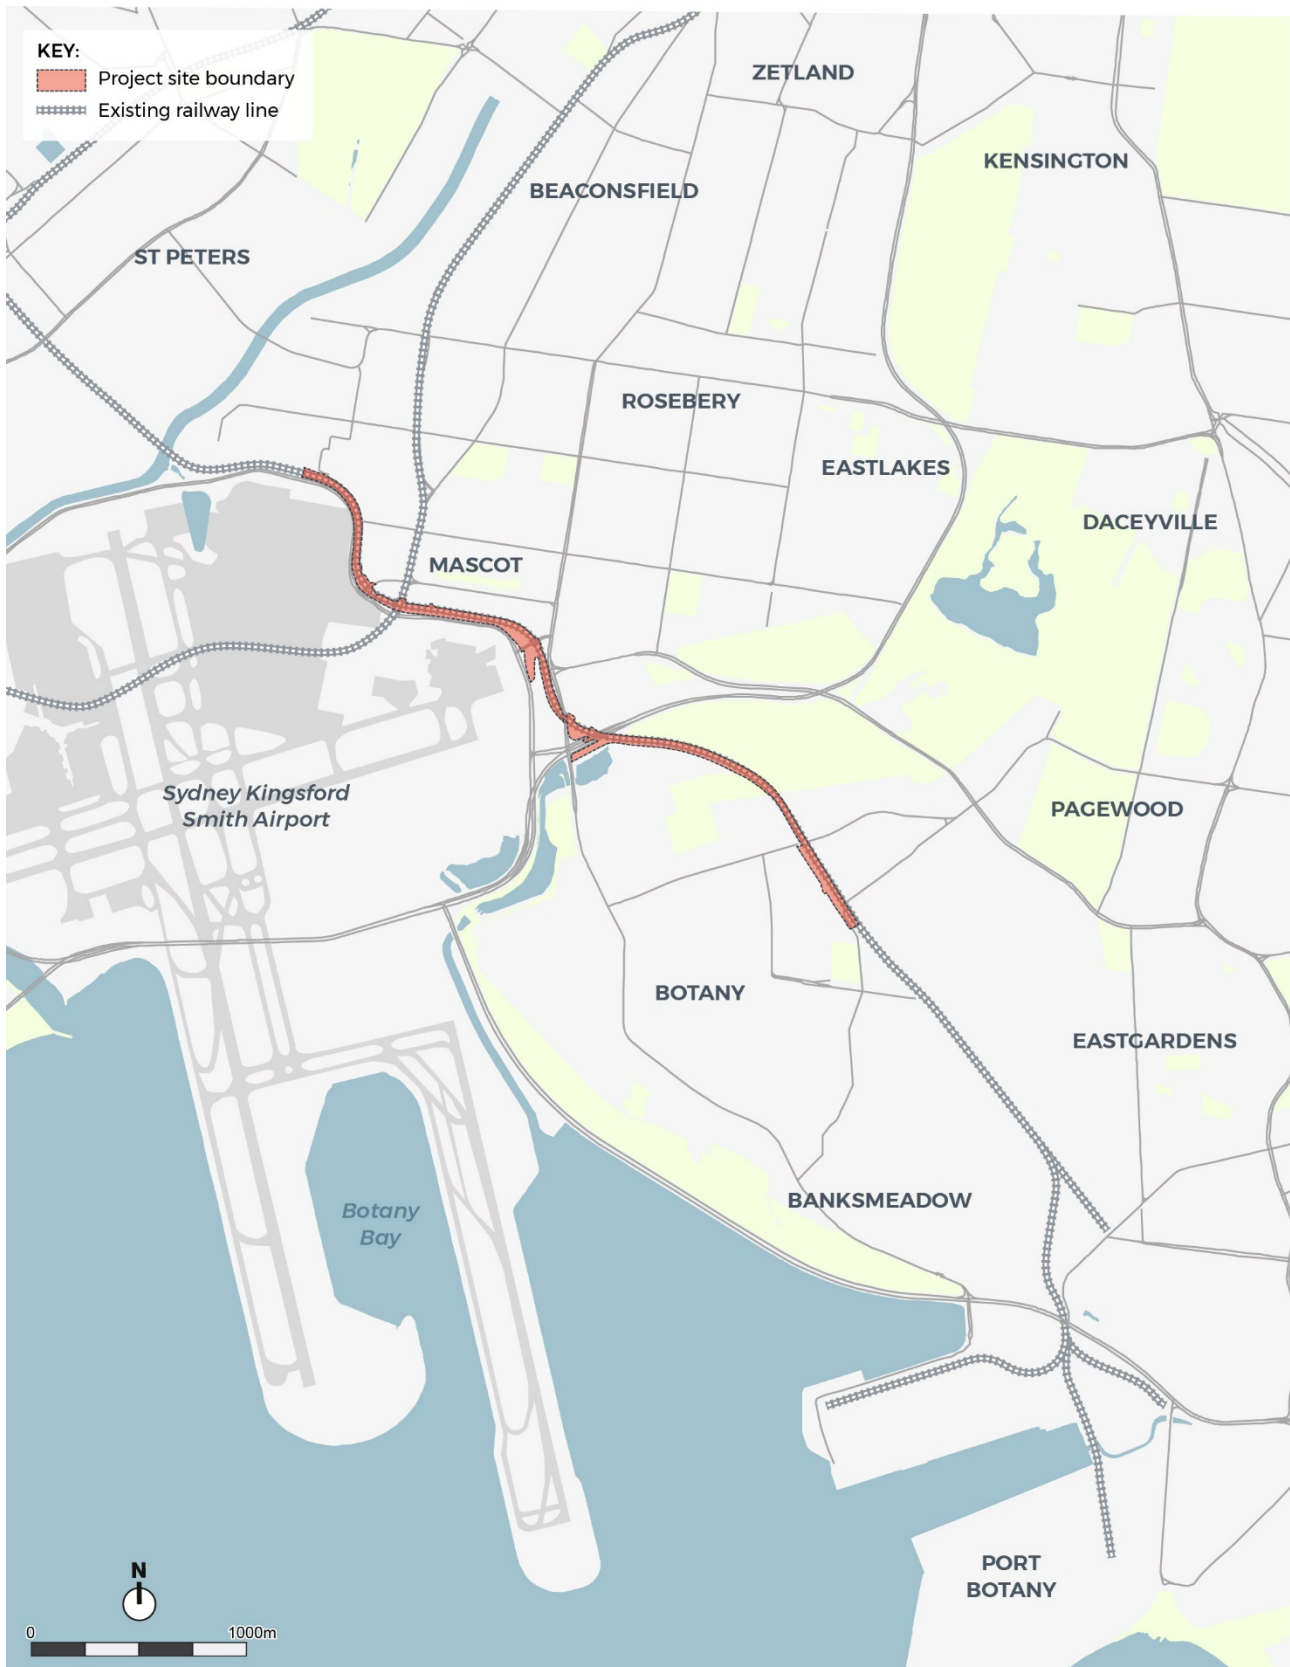 KEY:
Project site boundary
Existing railway line
ZETLAND
KENSINGTON
BEACONSFIELD
ST PETERS
ROSEBERY
EASTLAKES
DACEYVILLE
MASCOT
Sydney Kingsford
Smith Airport
PAGEWOOD
BOTANY
EASTGARDENS
BANKSMEADOW
Botany
Bay
PORT
BOTANY
N
0 1000m